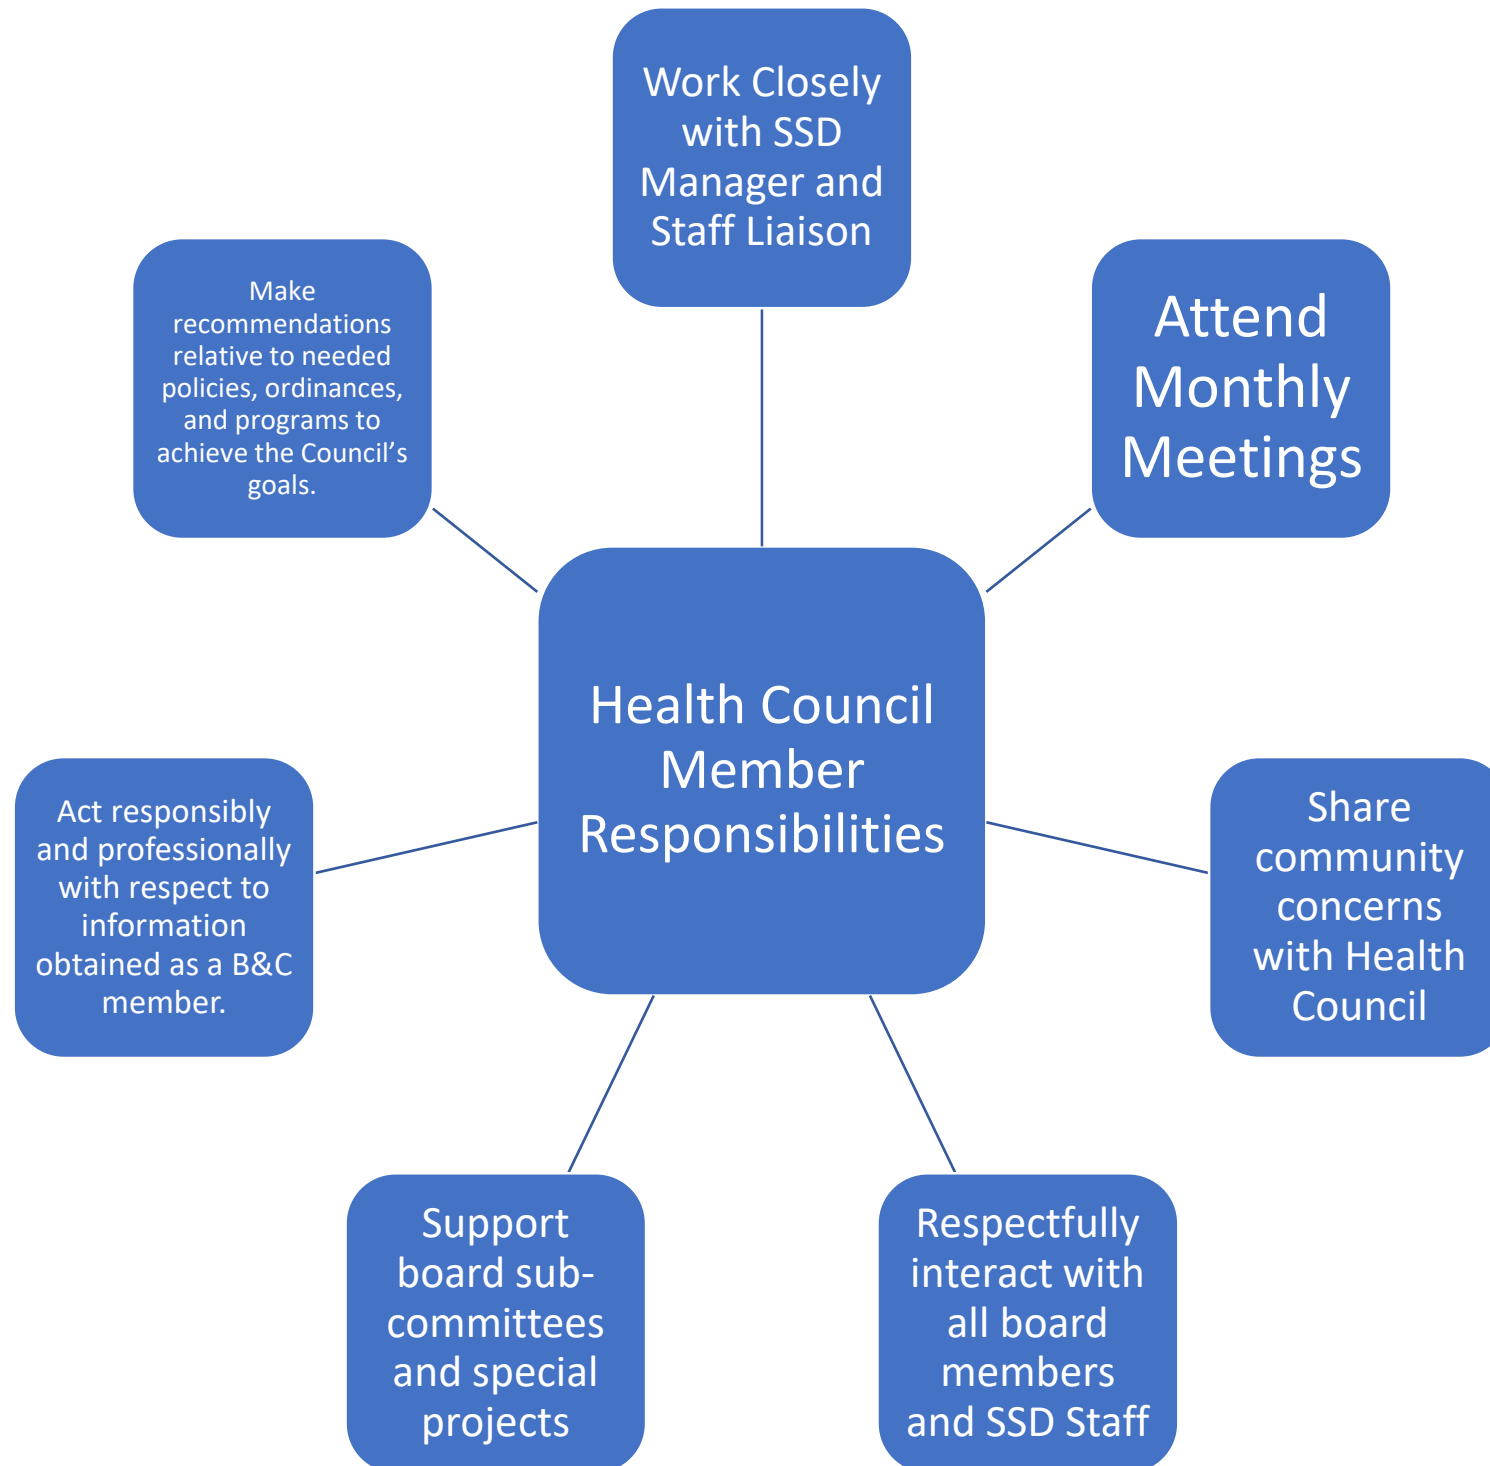 Work Closely
with SSD
Manager and
Staff Liaison
Attend
Monthly
Meetings
Share
community
concerns
with Health
Council
Respectfully
interact with
all board
members
and SSD Staff
Support
board sub-
committees
and special
projects
Act responsibly
and professionally
with respect to
information
obtained as a B&C
member.
Make
recommendations
relative to needed
policies, ordinances,
and programs to
achieve the Council’s
goals.
Health Council
Member
Responsibilities